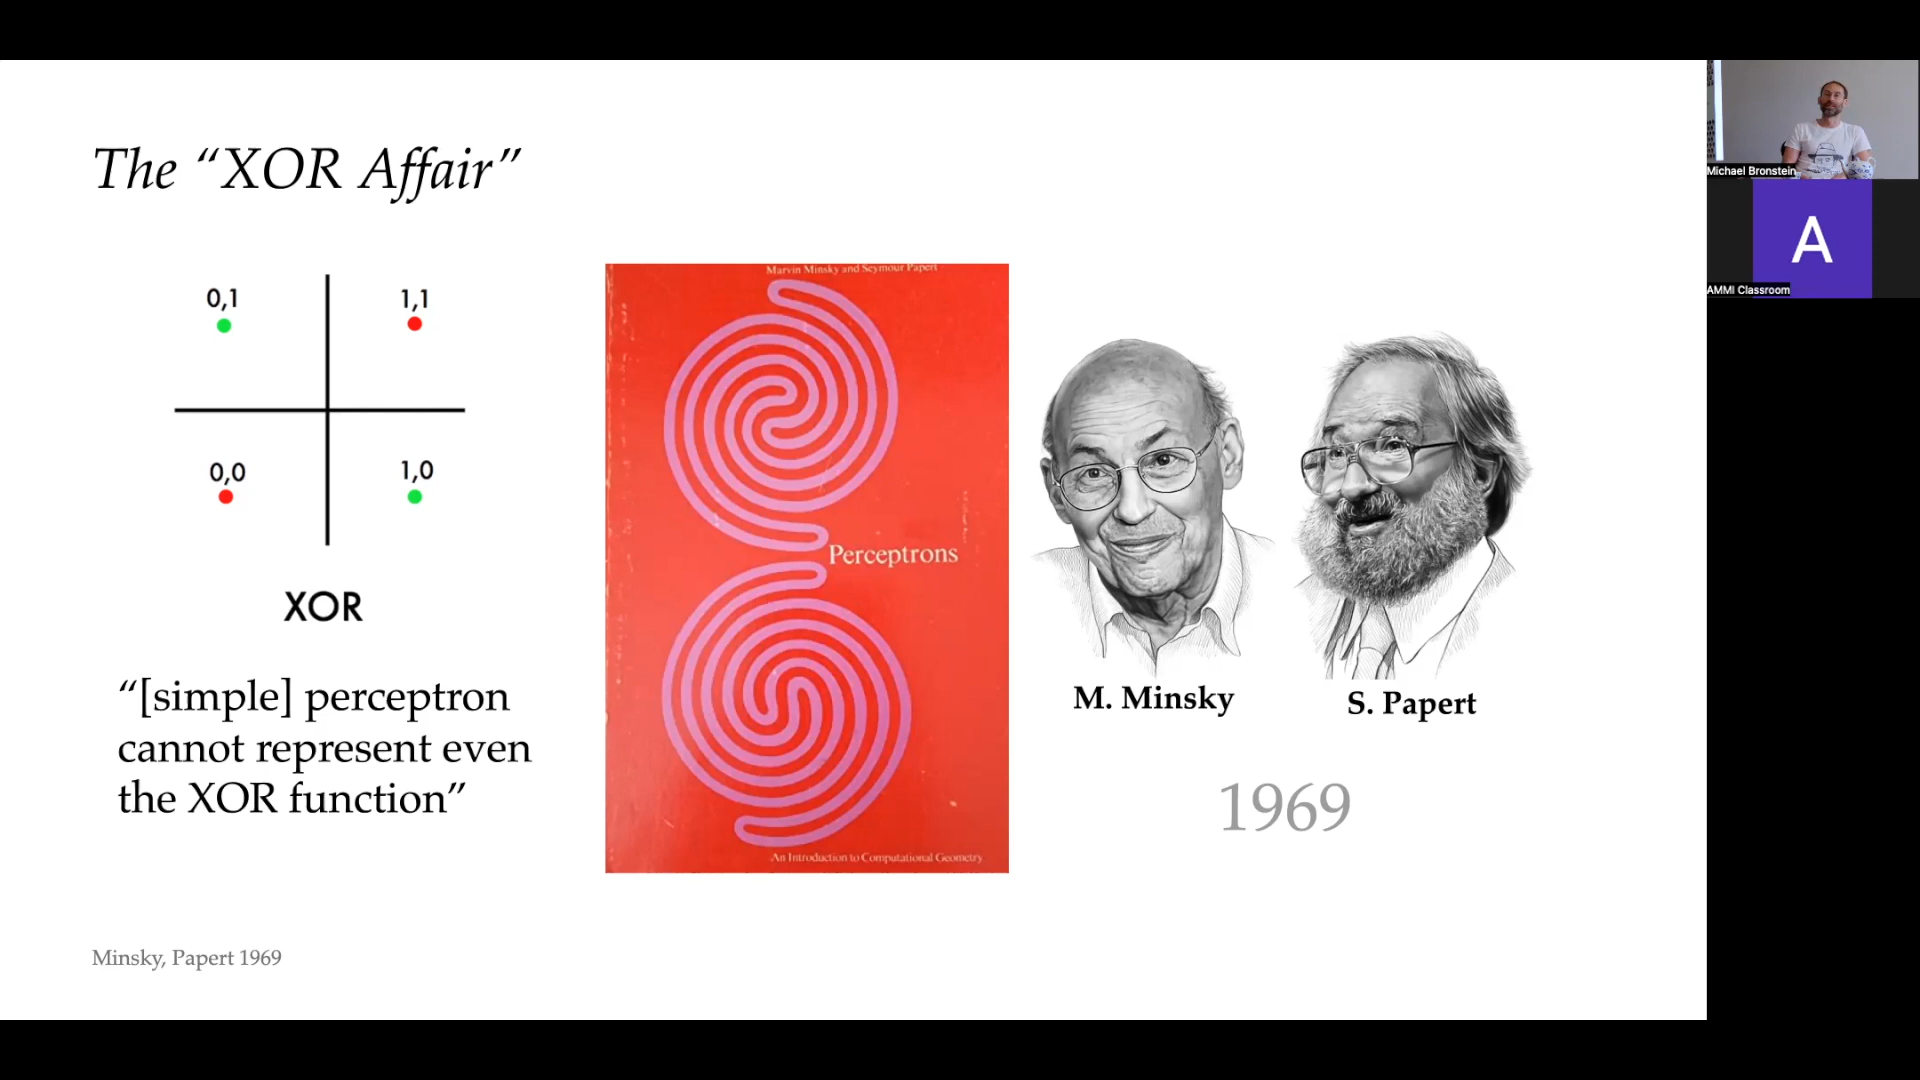 The “XOR Affair”
0,1
1,1
0,0
1,0
XOR
“[simple] perceptron
cannot represent even
the XOR function”
Marvin Minsky and Seymour Papert
Perceptrons
An Introduction to Computational Geometry
M. Minsky
S. Papert
1969
Minsky, Papert 1969
Michael Bronstein
A
AMMI Classroom